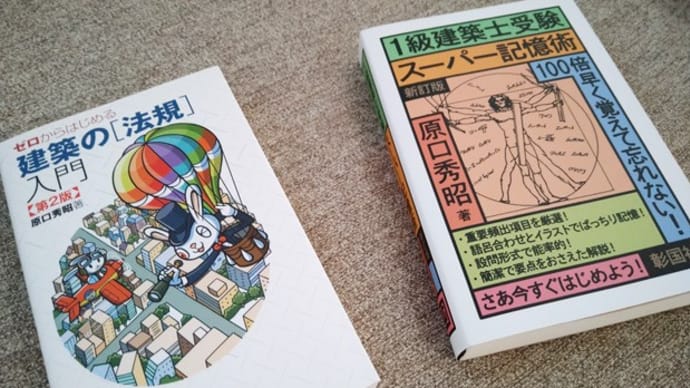 ゼロからはじめる
建築の[法規]
入門
【第2版】
原口秀昭 著
1級建築士受験
スーパー記憶術
新訂版
100倍早く覚えて忘れない!
原口秀昭 著
・重要頻出項目を厳選!
・語呂合わせとイラストでばっちり記憶!
・設問形式で能率的!
・簡潔で要点をおさえた解説!
さあ今すぐはじめよう!
彰国